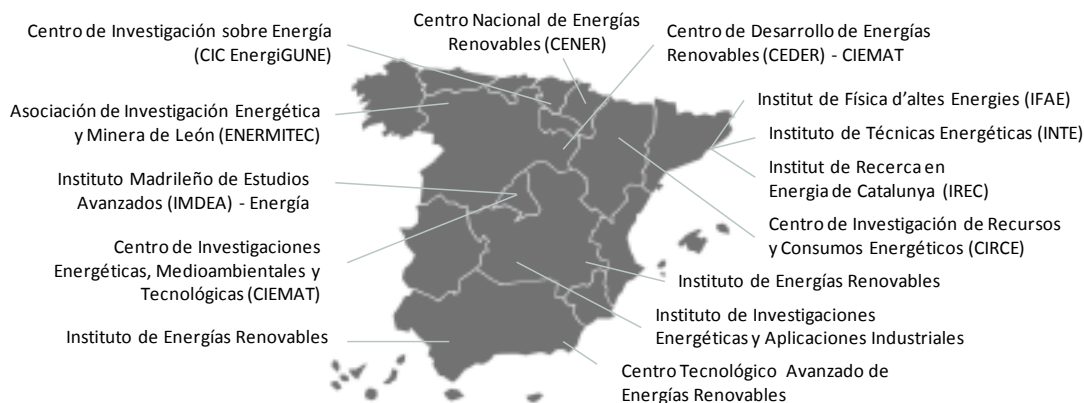 Centro de Investigación sobre Energía
(CIC EnergiGUNE)
Centro Nacional de Energías
Renovables (CENER)
Centro de Desarrollo de Energías
Renovables (CEDER) - CIEMAT
Asociación de Investigación Energética
y Minera de León (ENERMITEC)
Institut de Física d’altes Energies (IFAE)
Instituto de Técnicas Energéticas (INTE)
Institut de Recerca en
Energia de Catalunya (IREC)
Instituto Madrileño de Estudios
Avanzados (IMDEA) - Energía
Centro de Investigación de Recursos
y Consumos Energéticos (CIRCE)
Centro de Investigaciones
Energéticas, Medioambientales y
Tecnológicas (CIEMAT)
Instituto de Energías Renovables
Instituto de Energías Renovables
Instituto de Investigaciones
Energéticas y Aplicaciones Industriales
Centro Tecnológico Avanzado de
Energías Renovables